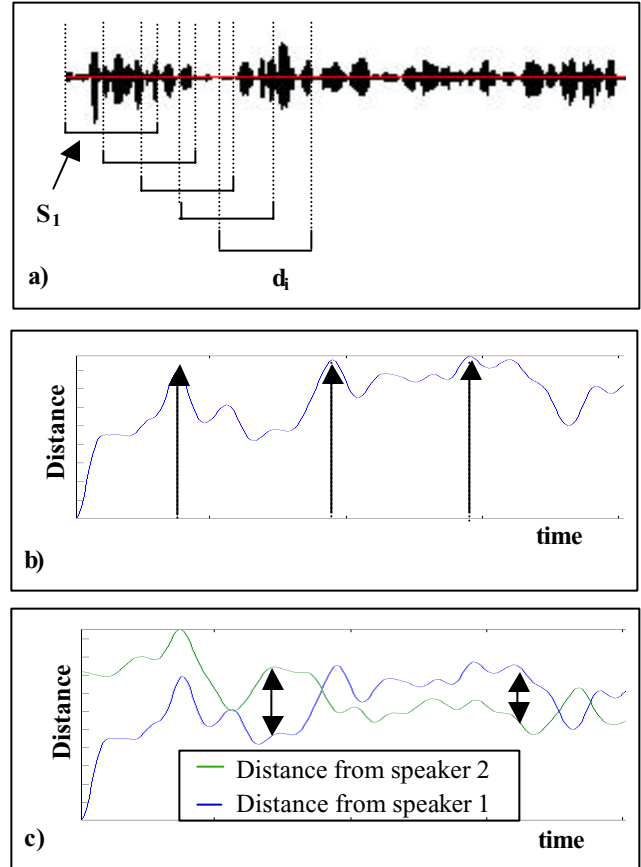 S1
a)
di
Distance
time
b)
Distance
Distance from speaker 2
Distance from speaker 1
c)
time